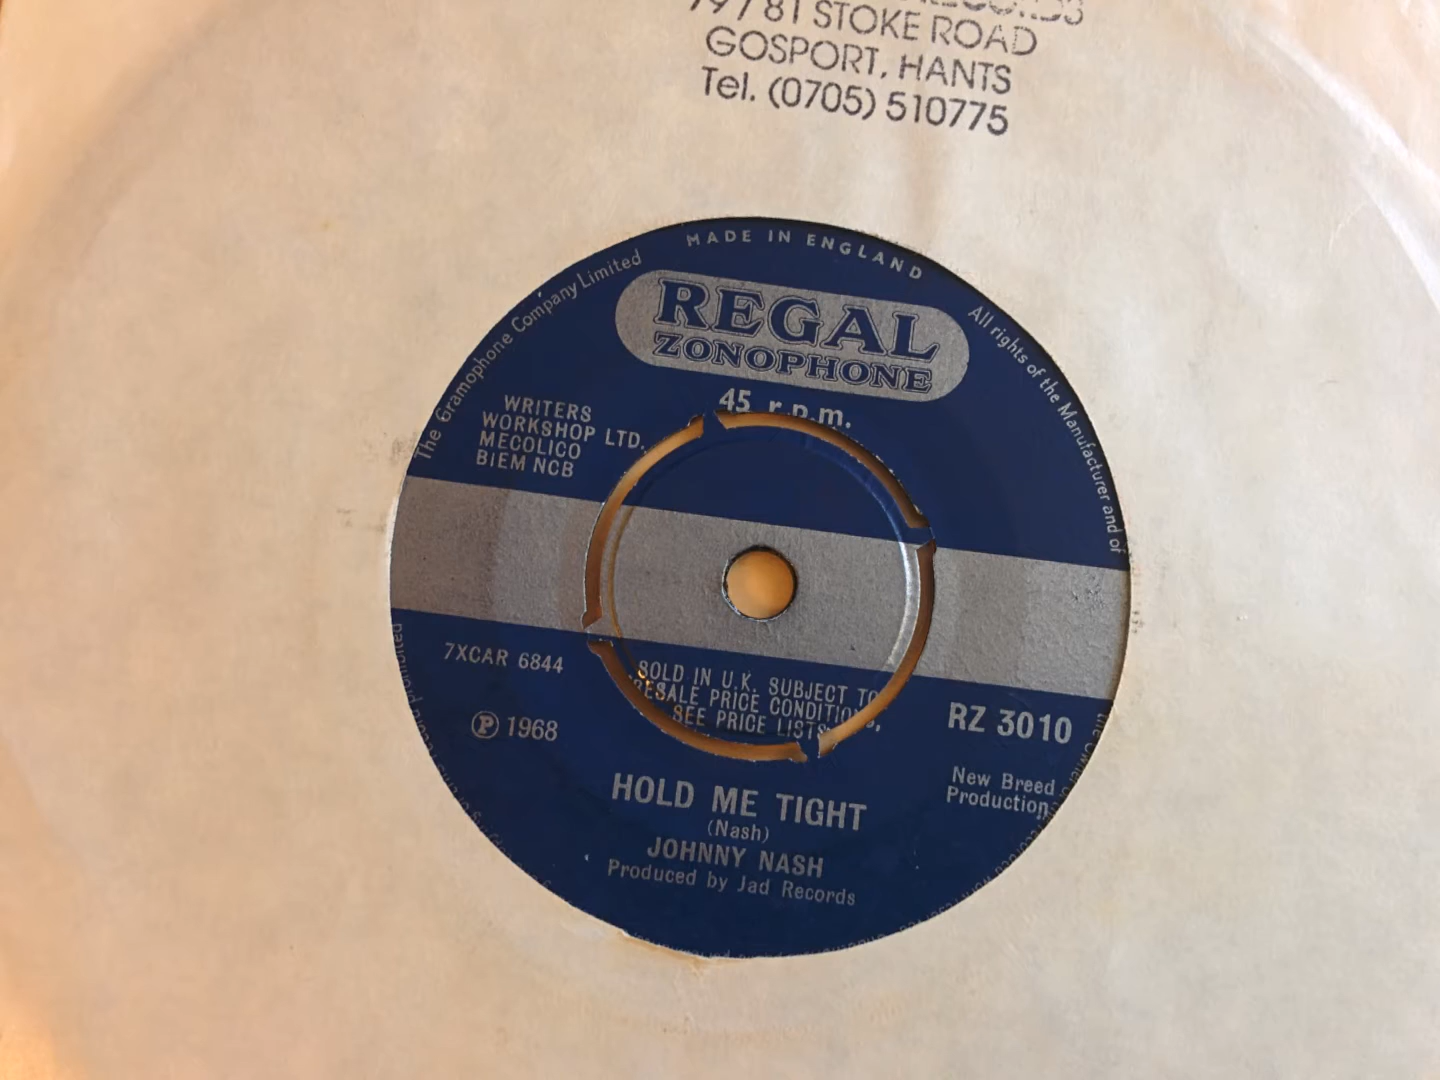 79/81 STOKE ROAD
GOSPORT, HANTS
Tel. (0705) 510775
MADE IN ENGLAND
The Gramophone Company Limited
All rights of the Manufacturer and of
REGAL
ZONOPHONE
45 r.p.m.
WRITERS
WORKSHOP LTD.
MECOLICO
BIEM NCB
7XCAR 6844
SOLD IN U.K. SUBJECT TO
RESALE PRICE CONDITIONS,
SEE PRICE LISTS
RZ 3010
℗ 1968
New Breed
Production
HOLD ME TIGHT
(Nash)
JOHNNY NASH
Produced by Jad Records